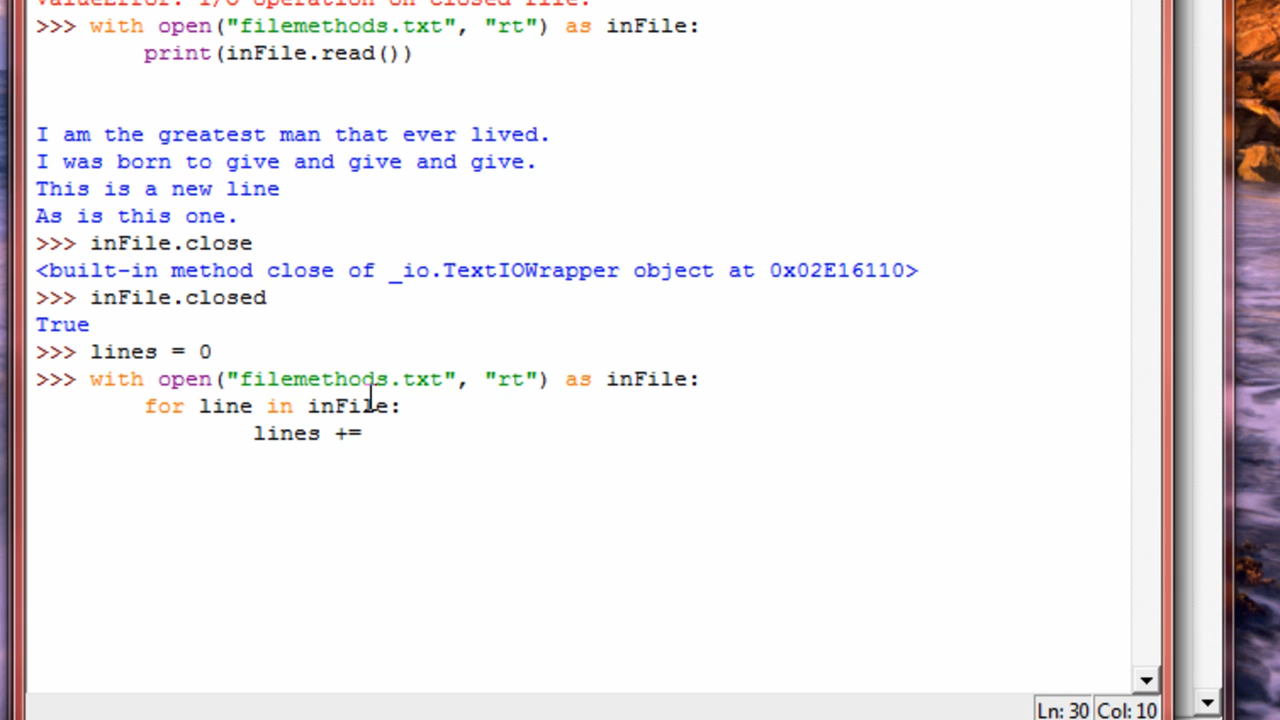 ValueError: I/O operation on closed file.
>>> with open("filemethods.txt", "rt") as inFile:
print(inFile.read())
I am the greatest man that ever lived.
I was born to give and give and give.
This is a new line
As is this one.
>>> inFile.close
<built-in method close of _io.TextIOWrapper object at 0x02E16110>
>>> inFile.closed
True
>>> lines = 0
>>> with open("filemethods.txt", "rt") as inFile:
for line in inFile:
lines +=
Ln: 30 Col: 10